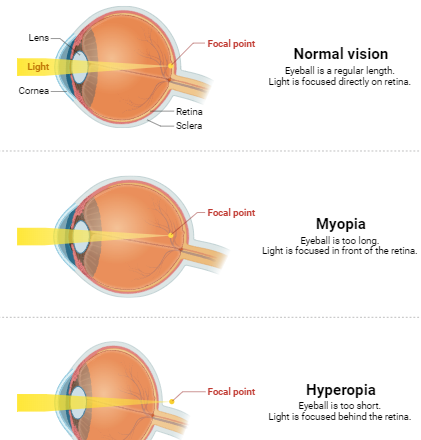 Lens
Focal point
Light
Cornea
Retina
Sclera
Normal vision
Eyeball is a regular length.
Light is focused directly on retina.
Focal point
Myopia
Eyeball is too long.
Light is focused in front of the retina.
Focal point
Hyperopia
Eyeball is too short.
Light is focused behind the retina.